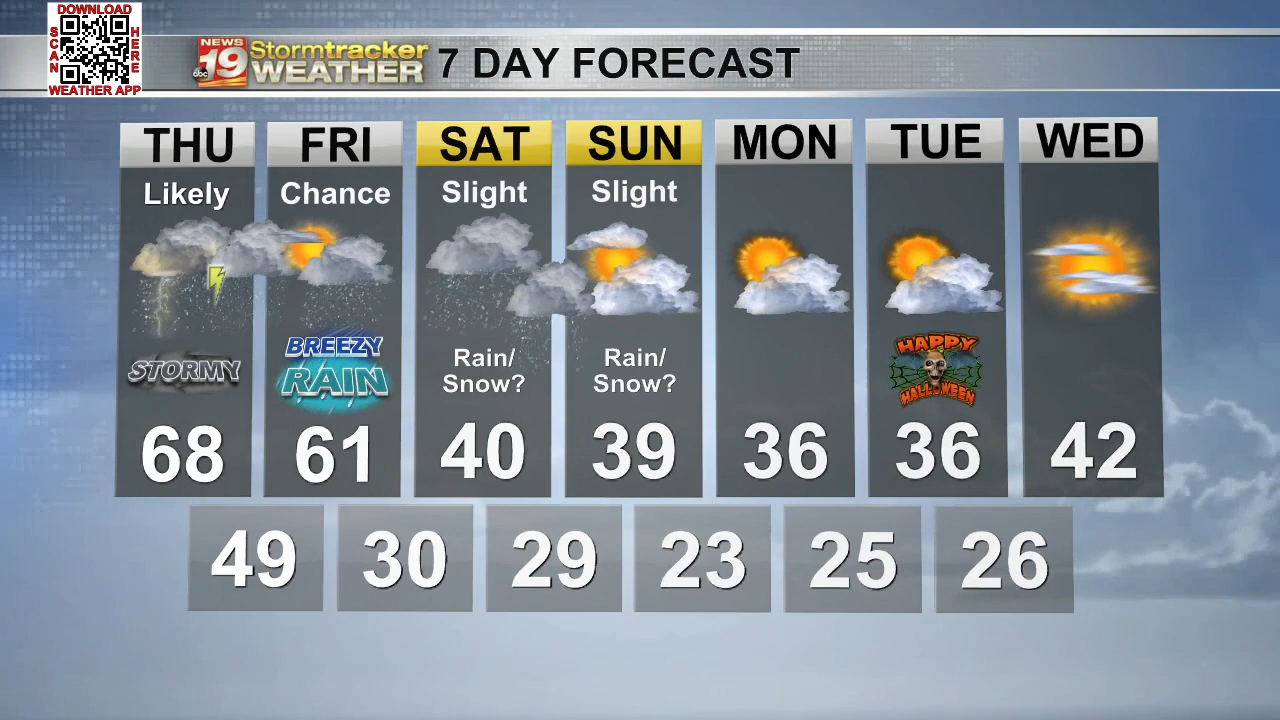 DOWNLOAD
SCAN
HERE
WEATHER APP
NEWS
abc 19
Stormtracker
WEATHER
7 DAY FORECAST
THU FRI SAT SUN MON TUE WED
Likely Chance Slight Slight
STORMY
BREEZY
RAIN
Rain/
Snow?
Rain/
Snow?
HAPPY
HALLOWEEN
68 61 40 39 36 36 42
49 30 29 23 25 26